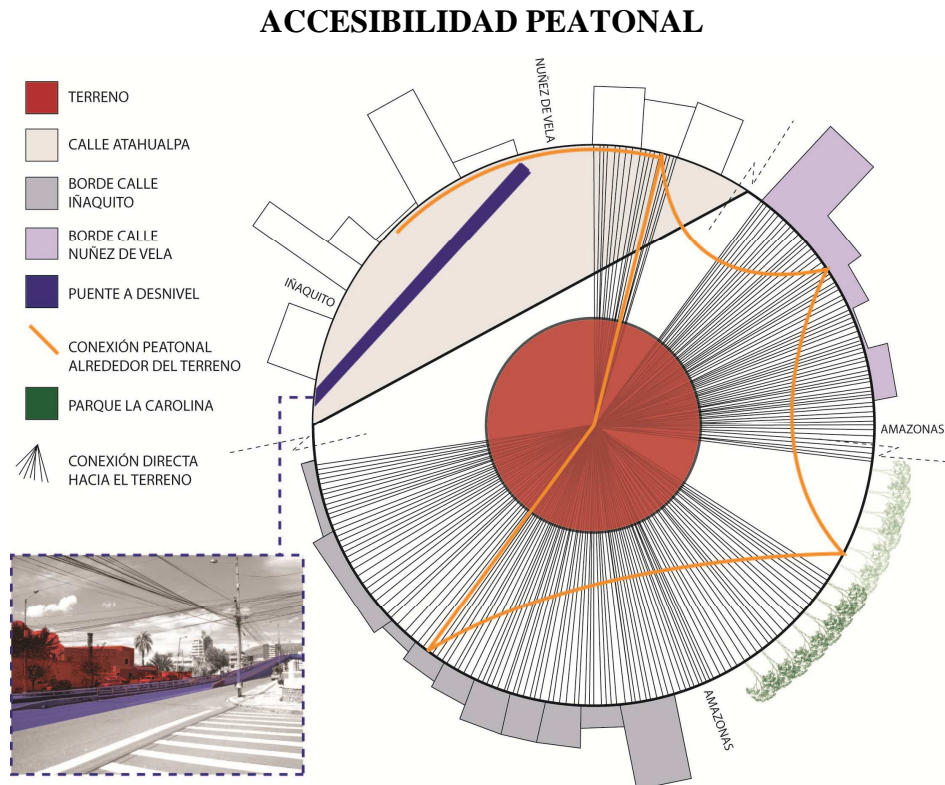 ACCESIBILIDAD PEATONAL
TERRENO
CALLE ATAHUALPA
BORDE CALLE
IÑAQUITO
BORDE CALLE
NUÑEZ DE VELA
PUENTE A DESNIVEL
CONEXIÓN PEATONAL
ALREDEDOR DEL TERRENO
PARQUE LA CAROLINA
CONEXIÓN DIRECTA
HACIA EL TERRENO
NUÑEZ DE VELA
IÑAQUITO
AMAZONAS
AMAZONAS